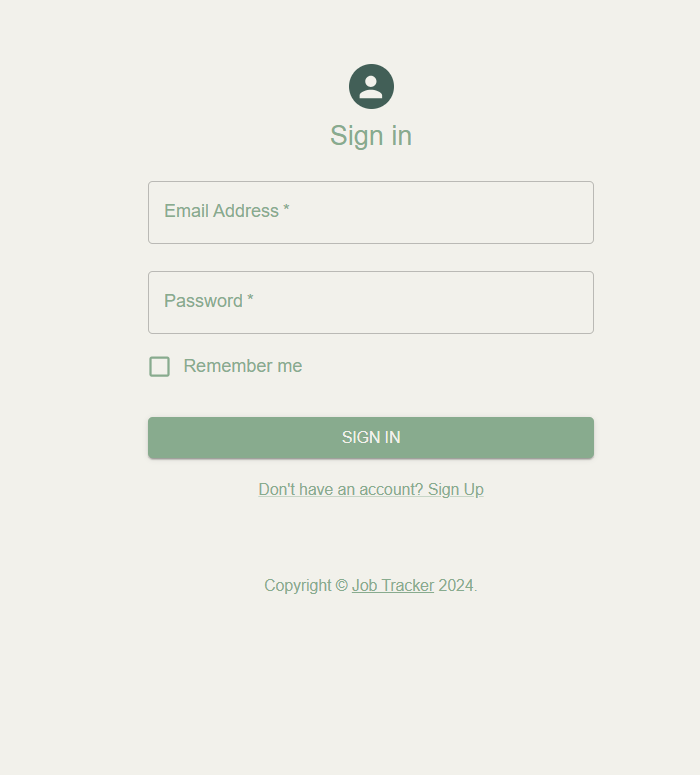 Sign in
Email Address *
Password *
Remember me
SIGN IN
Don't have an account? Sign Up
Copyright © Job Tracker 2024.